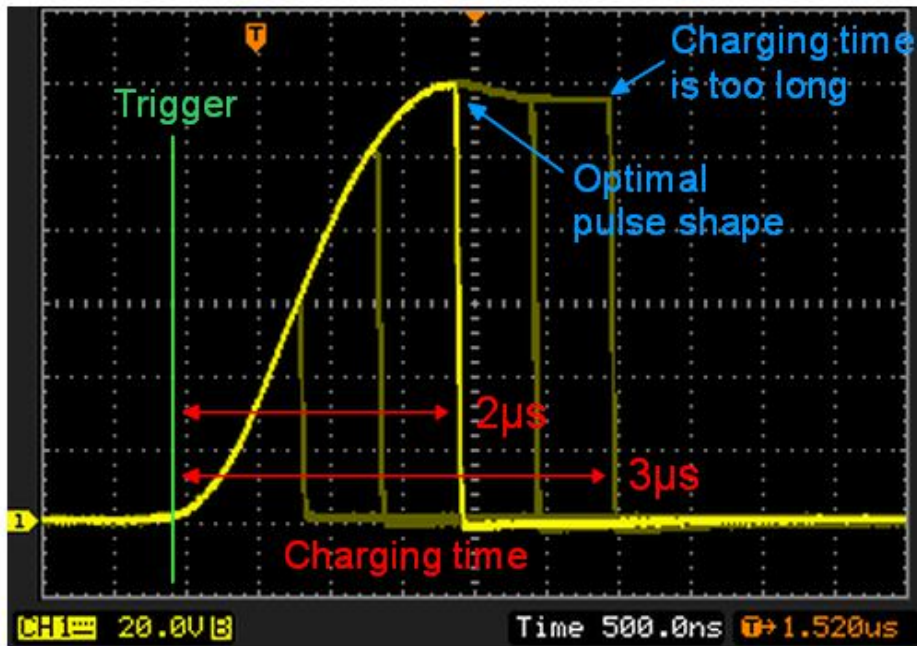 T
Charging time
is too long
Trigger
Optimal
pulse shape
2µs
3µs
1
Charging time
CH1 20.0V B Time 500.0ns T→1.520us